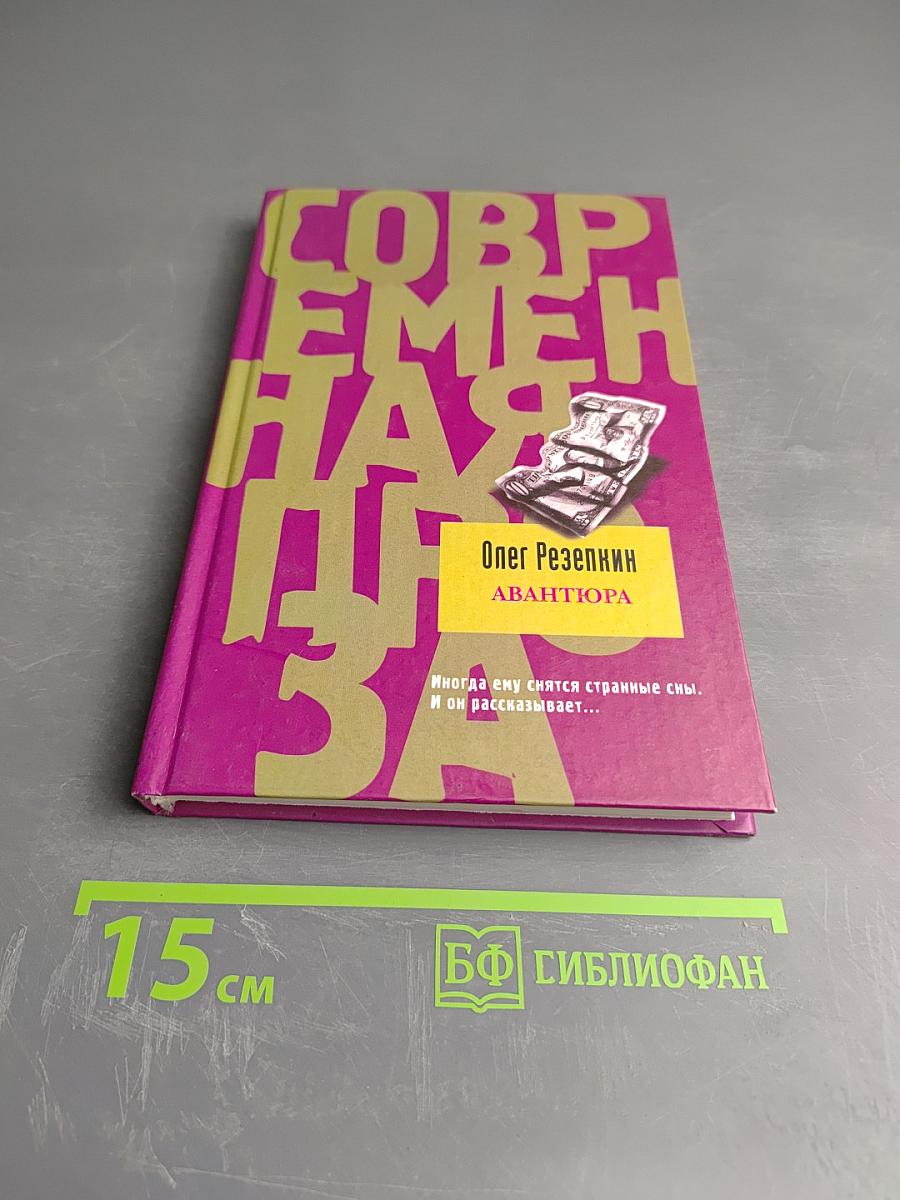 СОВР
ЕМЕН
НАЯ
ПРО
ЗА
Олег Резепкин
АВАНТЮРА
Иногда ему снятся странные сны.
И он рассказывает...
15 см
БФ БИБЛИОФАН